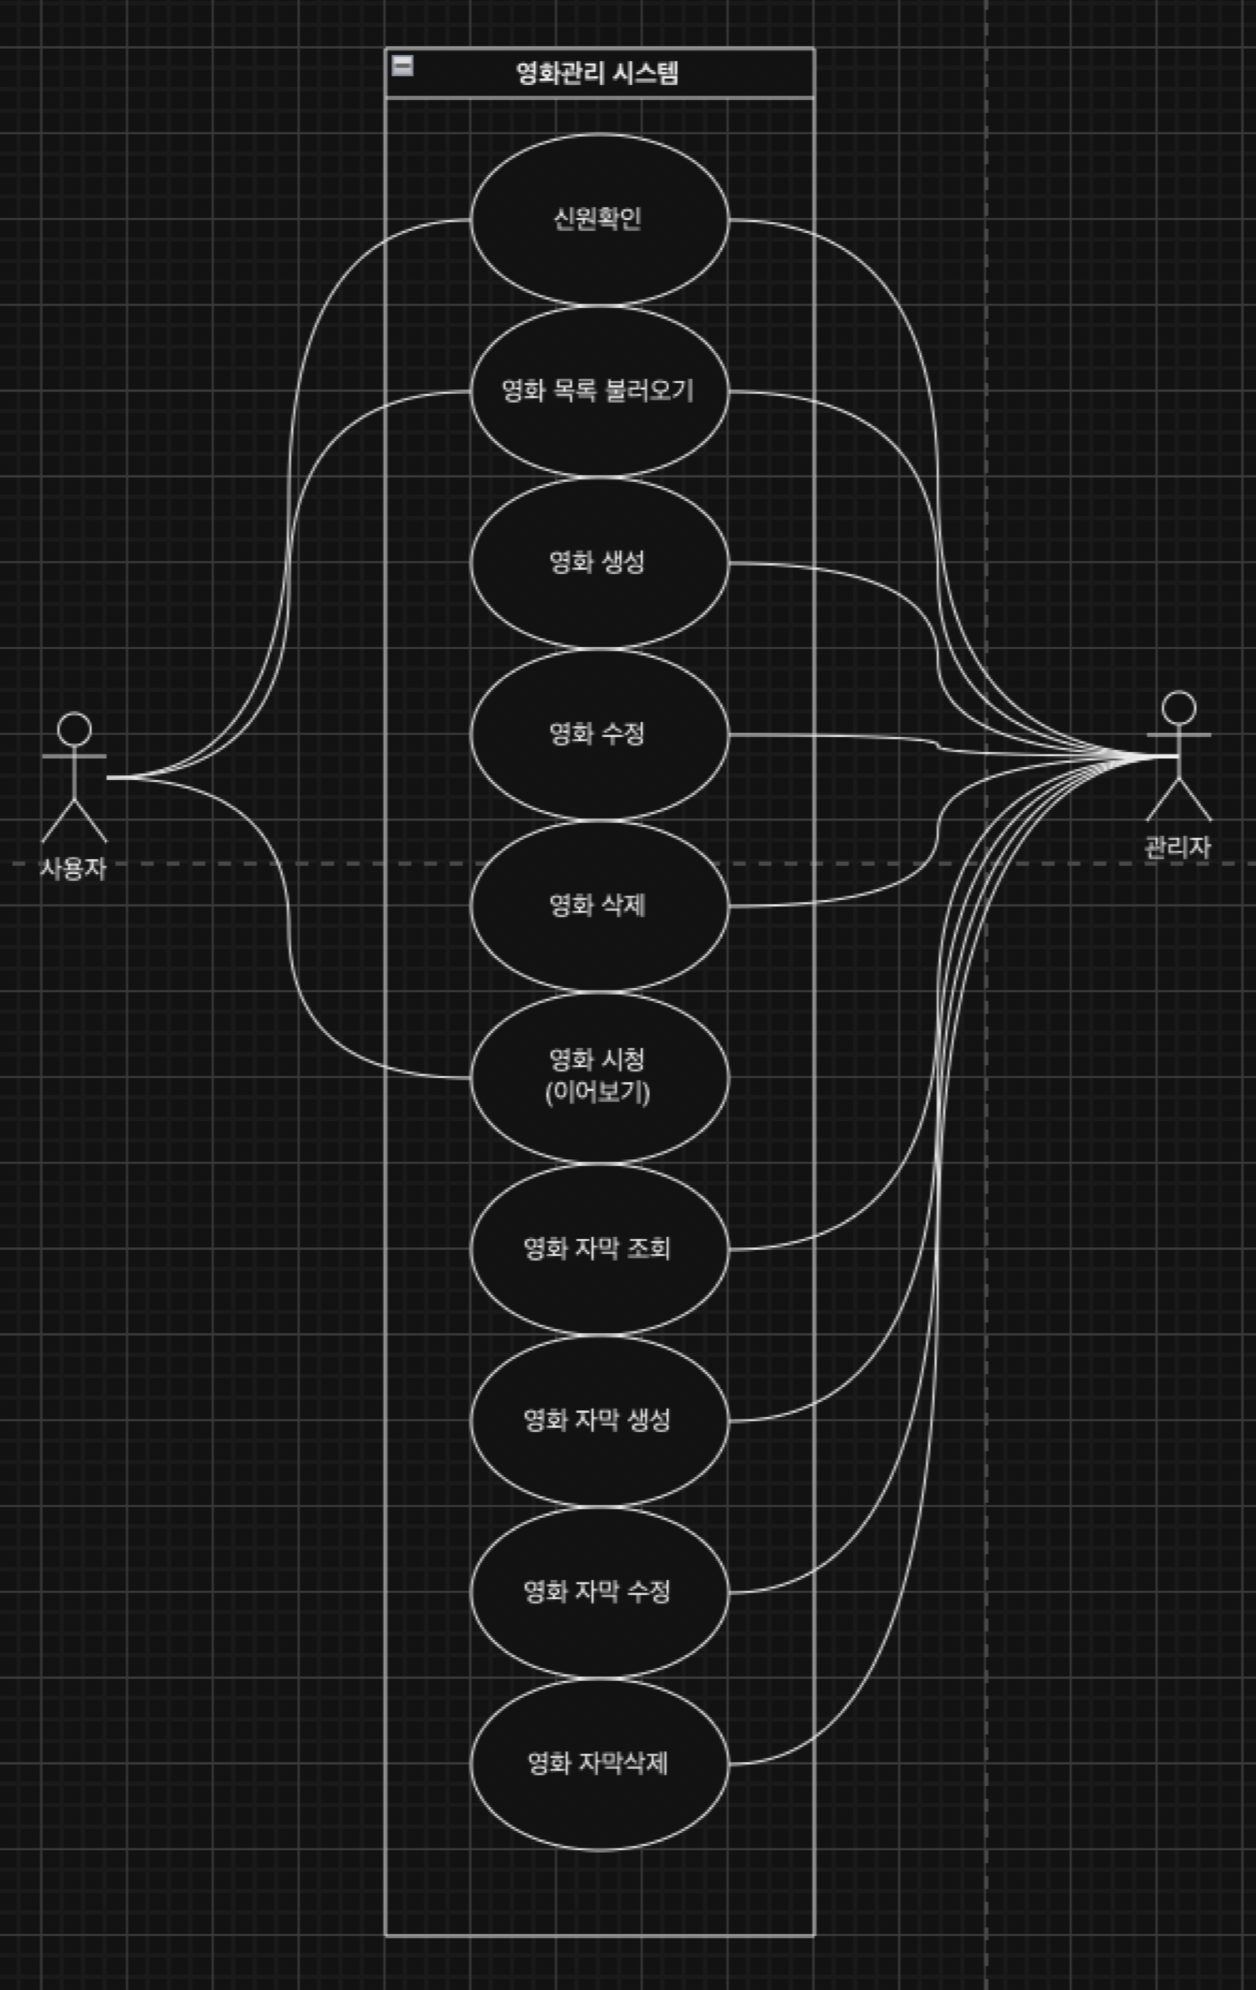 영화관리 시스템
신원확인
영화 목록 불러오기
영화 생성
영화 수정
영화 삭제
영화 시청
(이어보기)
영화 자막 조회
영화 자막 생성
영화 자막 수정
영화 자막삭제
사용자
관리자